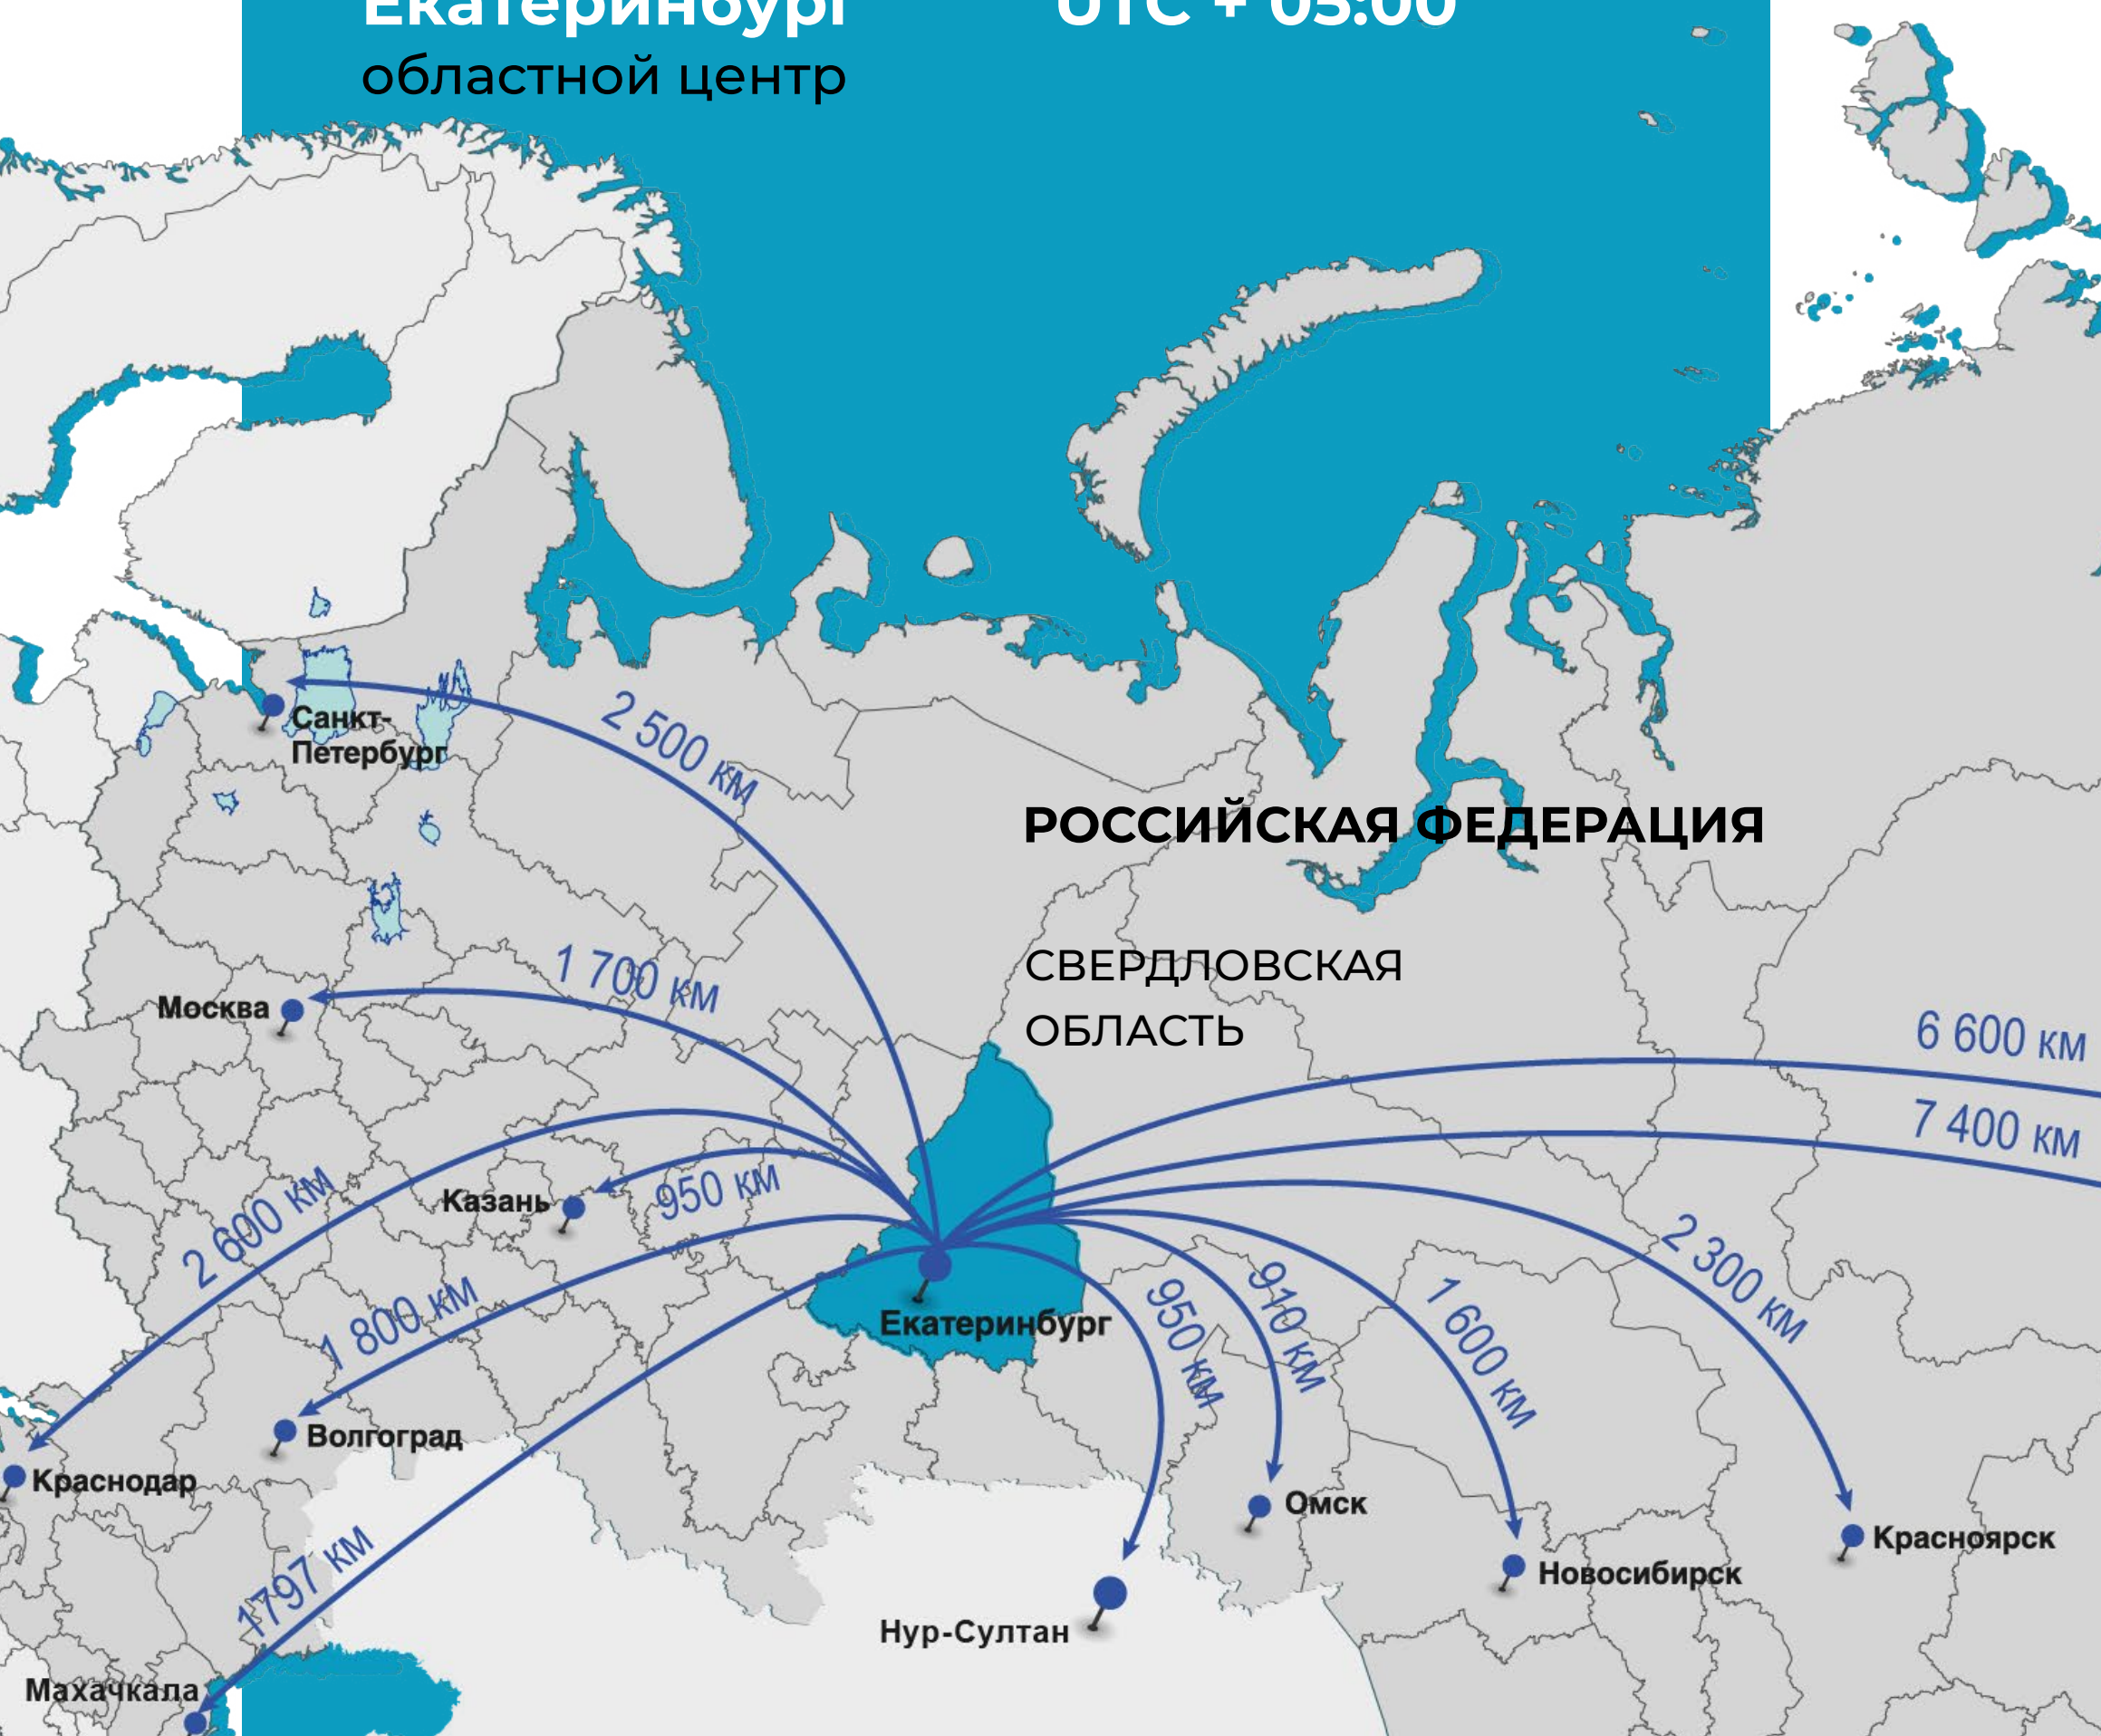 Екатеринбург
UTC + 05:00
областной центр
2 500 км
Санкт-
Петербург
РОССИЙСКАЯ ФЕДЕРАЦИЯ
СВЕРДЛОВСКАЯ
ОБЛАСТЬ
1 700 км
Москва
6 600 км
7 400 км
Казань
950 км
2 600 км
1 800 км
Екатеринбург
950 км
910 км
1 600 км
2 300 км
Волгоград
Краснодар
Омск
Красноярск
Новосибирск
1797 км
Нур-Султан
Махачкала